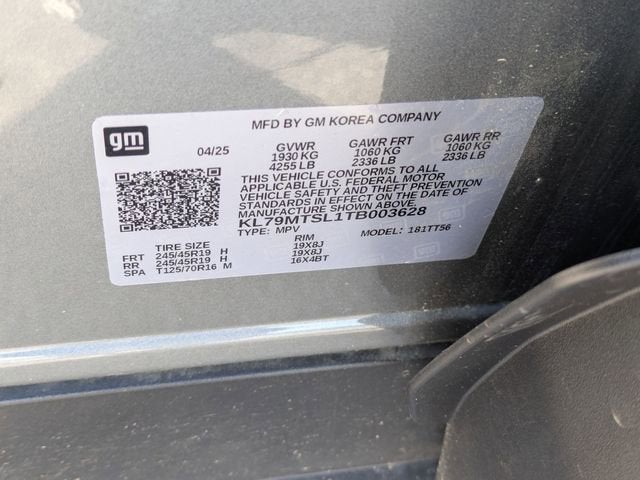 MFD BY GM KOREA COMPANY
gm
04/25 GVWR GAWR FRT GAWR RR
1930 KG 1060 KG 1060 KG
4255 LB 2336 LB 2336 LB
THIS VEHICLE CONFORMS TO ALL
APPLICABLE U.S. FEDERAL MOTOR
VEHICLE SAFETY AND THEFT PREVENTION
STANDARDS IN EFFECT ON THE DATE OF
MANUFACTURE SHOWN ABOVE.
KL79MTSL1TB003628
TYPE: MPV MODEL: 181TT56
TIRE SIZE RIM
FRT 245/45R19 H 19X8J
RR 245/45R19 H 19X8J
SPA T125/70R16 M 16X4BT